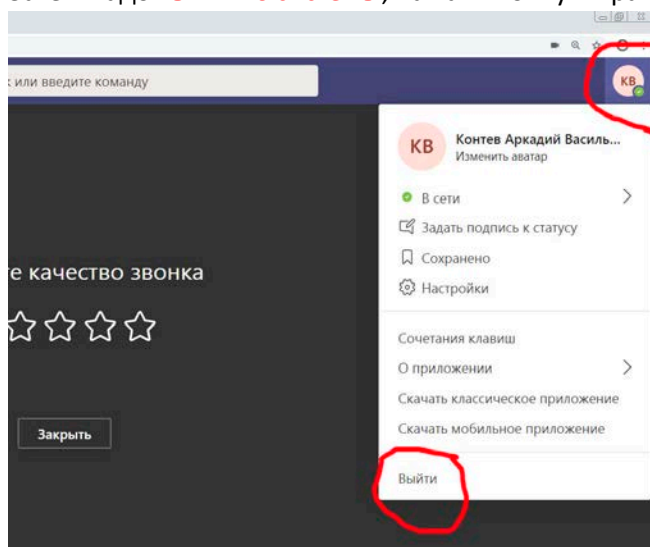 или введите команду
КВ
КВ
Контев Аркадий Василь...
Изменить аватар
В сети
Задать подпись к статусу
Сохранено
Настройки
качество звонка
Сочетания клавиш
О приложении
Скачать классическое приложение
Скачать мобильное приложение
Закрыть
Выйти